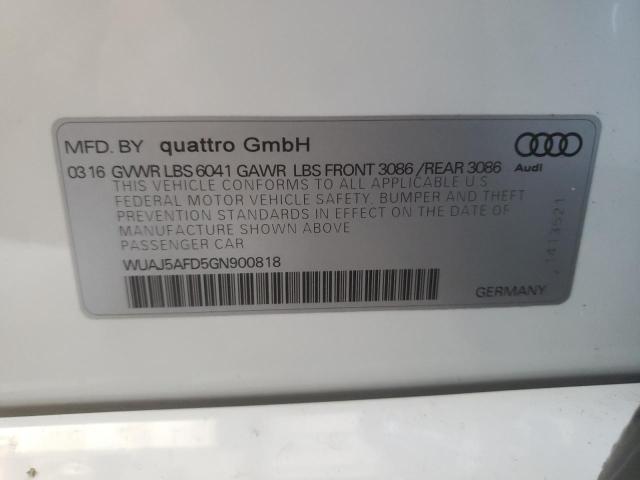 MFD. BY quattro GmbH
03 16 GVWR LBS 6041 GAWR LBS FRONT 3086 /REAR 3086
Audi
THIS VEHICLE CONFORMS TO ALL APPLICABLE U.S.
FEDERAL MOTOR VEHICLE SAFETY, BUMPER AND THEFT
PREVENTION STANDARDS IN EFFECT ON THE DATE OF
MANUFACTURE SHOWN ABOVE
PASSENGER CAR
WUAJ5AFD5GN900818
GERMANY